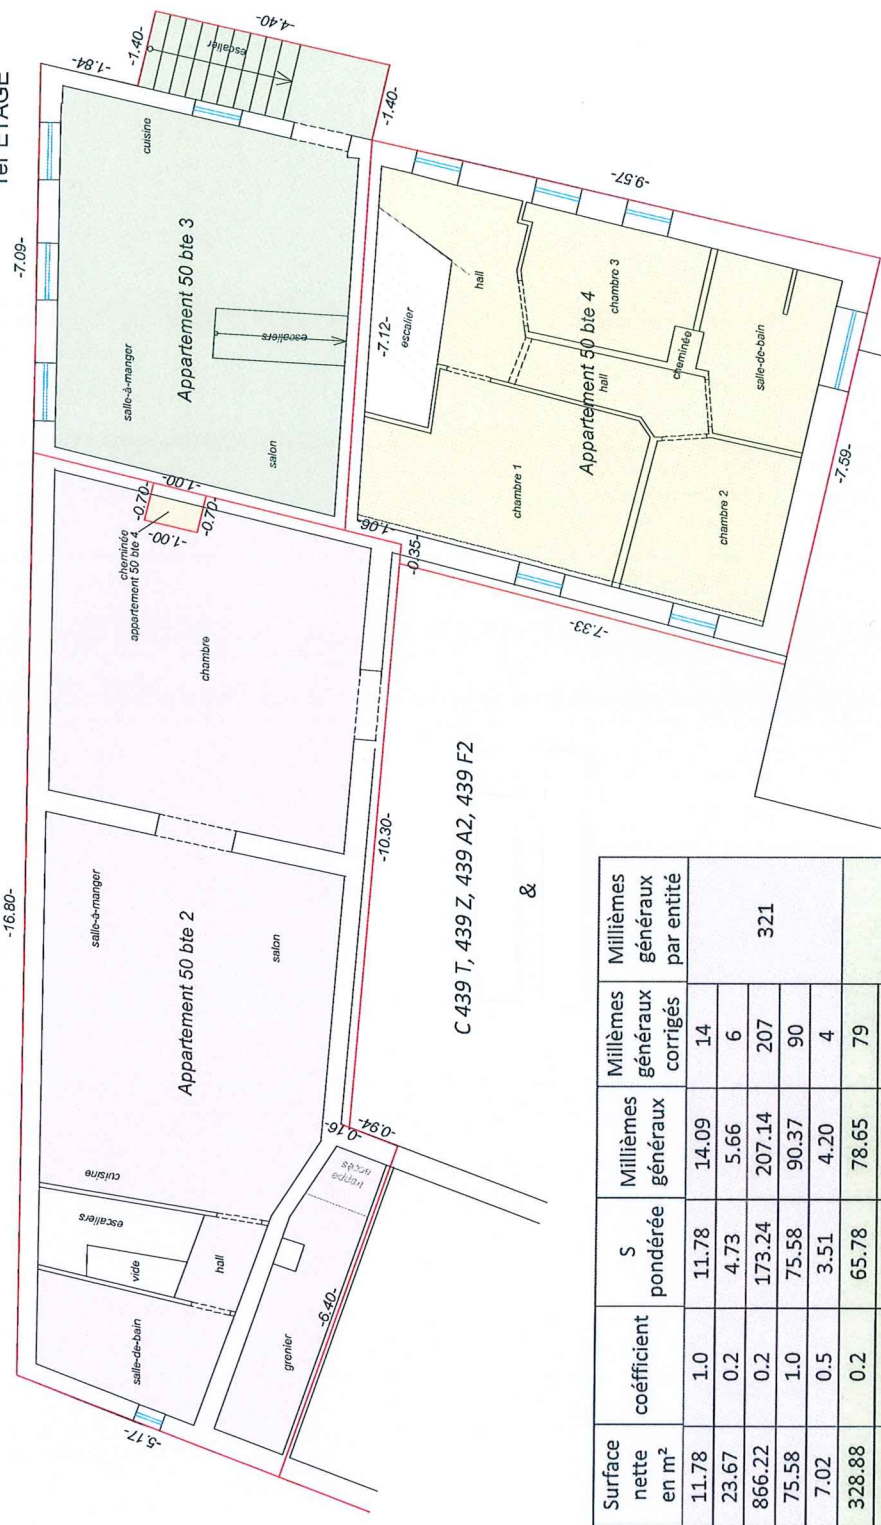 1er ETAGE
-4.40-
-1.40-
escalier
-1.84-
-1.40-
-7.09-
cuisine
salle-à-manger
Appartement 50 bte 3
escaliers
salon
-9.57-
hall
-7.12-
escalier
chambre 3
Appartement 50 bte 4
hall
cheminée
salle-de-bain
chambre 1
chambre 2
-7.59-
-1.00-
-0.70-
-0.70-
-1.00-
-1.06-
-0.35-
-7.33-
cheminée
appartement 50 bte 4
chambre
-16.80-
-10.30-
salle-à-manger
Appartement 50 bte 2
salon
C 439 T, 439 Z, 439 A2, 439 F2
&
-0.16-
-0.94-
trappe
accès
cuisine
escaliers
vide
hall
salle-de-bain
grenier
-6.40-
-5.17-
Surface nette en m² coéfficient S pondérée Millièmes généraux Millèmes généraux corrigés Millièmes généraux par entité
11.78 1.0 11.78 14.09 14
23.67 0.2 4.73 5.66 6
866.22 0.2 173.24 207.14 207 321
75.58 1.0 75.58 90.37 90
7.02 0.5 3.51 4.20 4
328.88 0.2 65.78 78.65 79